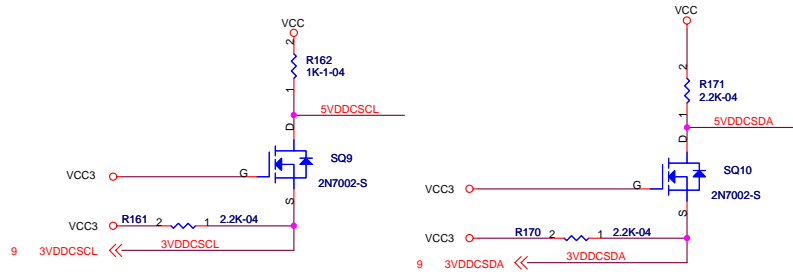 VCC
2
R162
1K-1-04
1
5VDDCSCL
D
SQ9
VCC3
G
2N7002-S
S
VCC3
R161
2
1
2.2K-04
9
3VDDCSCL
3VDDCSCL
VCC
2
R171
2.2K-04
1
5VDDCSDA
D
SQ10
VCC3
G
2N7002-S
S
VCC3
R170
2
1
2.2K-04
9
3VDDCSDA
3VDDCSDA